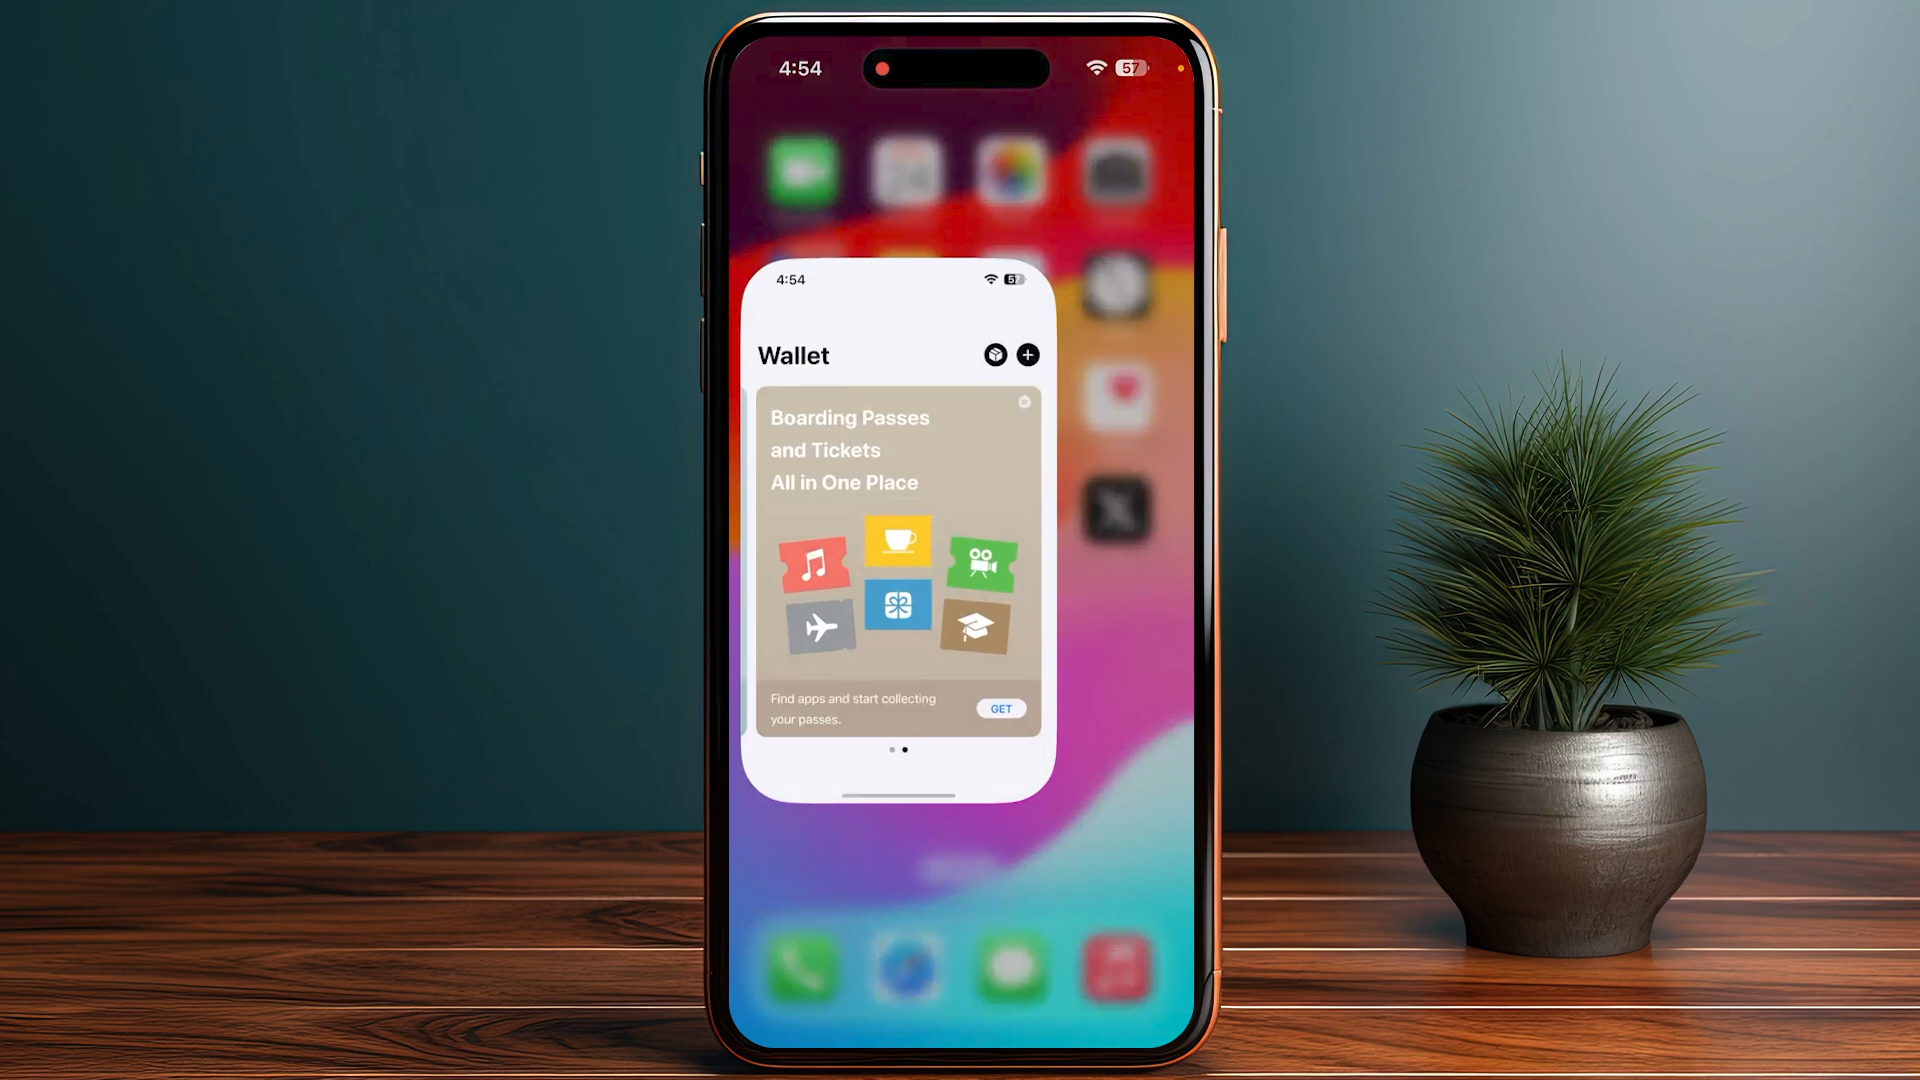 4:54
57
4:54
57
Wallet
Boarding Passes
and Tickets
All in One Place
Find apps and start collecting
your passes.
GET